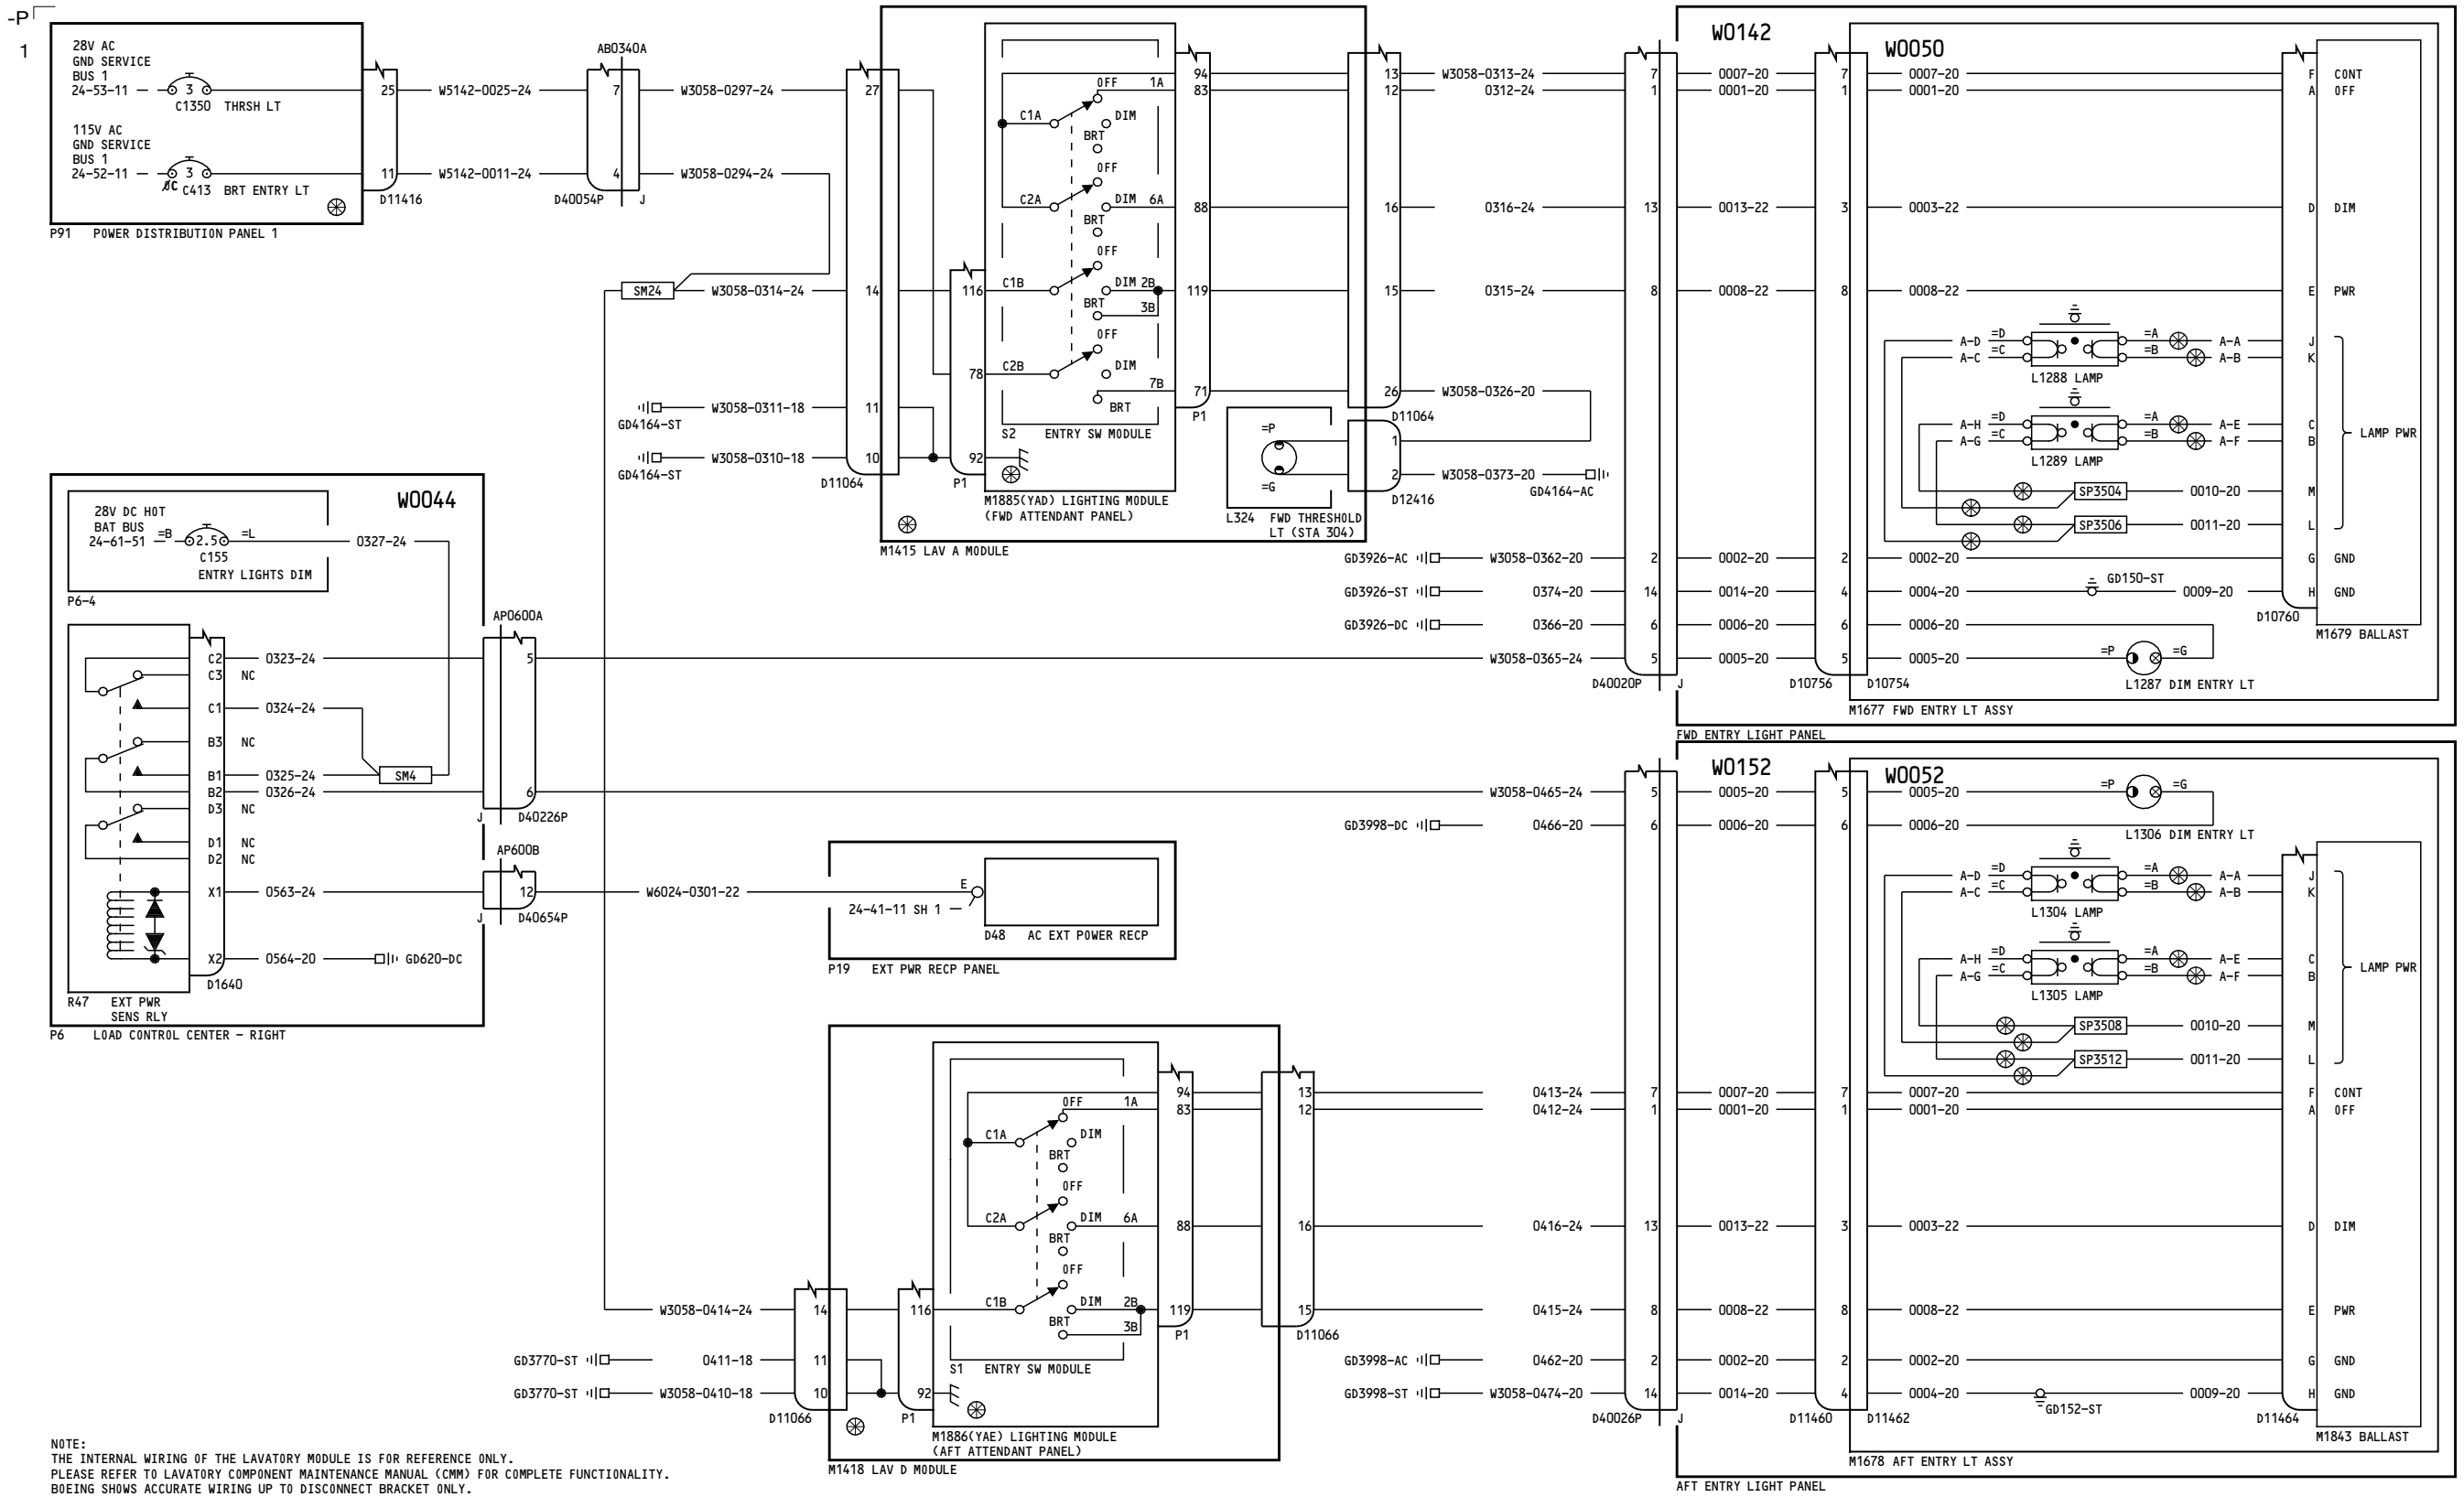 -P
1
28V AC
GND SERVICE
BUS 1
24-53-11
3
C1350 THRSH LT
115V AC
GND SERVICE
BUS 1
24-52-11
3
ØC C413 BRT ENTRY LT
P91 POWER DISTRIBUTION PANEL 1
25
11
D11416
W5142-0025-24
W5142-0011-24
AB0340A
7
4
D40054P J
W3058-0297-24
W3058-0294-24
SM24
W3058-0314-24
GD4164-ST
W3058-0311-18
GD4164-ST
W3058-0310-18
27
14
11
10
D11064
116
78
92
P1
C1A
OFF
1A
DIM
BRT
C2A
OFF
DIM 6A
BRT
C1B
OFF
DIM 2B
BRT
3B
C2B
OFF
DIM
7B
BRT
S2 ENTRY SW MODULE
M1885(YAD) LIGHTING MODULE
(FWD ATTENDANT PANEL)
M1415 LAV A MODULE
94
83
88
119
71
P1
13
12
16
15
26
D11064
=P
=G
1
2
D12416
L324 FWD THRESHOLD
LT (STA 304)
W3058-0313-24
0312-24
0316-24
0315-24
W3058-0326-20
W3058-0373-20
GD4164-AC
GD3926-AC
W3058-0362-20
GD3926-ST
0374-20
GD3926-DC
0366-20
W3058-0365-24
7
1
13
8
2
14
6
5
D40020P J
W0142
0007-20
0001-20
0013-22
0008-22
0002-20
0014-20
0006-20
0005-20
7
1
3
8
2
4
6
5
D10756 D10754
W0050
0007-20
0001-20
0003-22
0008-22
A-D =D
A-C =C
=A A-A
=B A-B
L1288 LAMP
A-H =D
A-G =C
=A A-E
=B A-F
L1289 LAMP
SP3504
0010-20
SP3506
0011-20
0002-20
0004-20
GD150-ST
0009-20
0006-20
0005-20
=P
=G
L1287 DIM ENTRY LT
F CONT
A OFF
D DIM
E PWR
J
K
C
B
LAMP PWR
M
L
G GND
H GND
D10760
M1679 BALLAST
M1677 FWD ENTRY LT ASSY
FWD ENTRY LIGHT PANEL
W0044
28V DC HOT
BAT BUS
24-61-51
=B
2.5
=L
C155
ENTRY LIGHTS DIM
0327-24
P6-4
C2 0323-24
C3 NC
C1 0324-24
B3 NC
B1 0325-24
SM4
B2 0326-24
D3 NC
D1 NC
D2 NC
X1 0563-24
X2 0564-20
GD620-DC
D1640
R47 EXT PWR
SENS RLY
P6 LOAD CONTROL CENTER - RIGHT
AP0600A
5
6
J D40226P
AP600B
12
J D40654P
W6024-0301-22
E
24-41-11 SH 1
D48 AC EXT POWER RECP
P19 EXT PWR RECP PANEL
W3058-0465-24
GD3998-DC
0466-20
0413-24
0412-24
0416-24
0415-24
GD3998-AC
0462-20
GD3998-ST
W3058-0474-20
5
6
7
1
13
8
2
14
D40026P J
W0152
0005-20
0006-20
0007-20
0001-20
0013-22
0008-22
0002-20
0014-20
5
6
7
1
3
8
2
4
D11460 D11462
W0052
0005-20
=P
=G
0006-20
L1306 DIM ENTRY LT
A-D =D
A-C =C
=A A-A
=B A-B
L1304 LAMP
A-H =D
A-G =C
=A A-E
=B A-F
L1305 LAMP
SP3508
0010-20
SP3512
0011-20
0007-20
0001-20
0003-22
0008-22
0002-20
0004-20
GD152-ST
0009-20
J
K
C
B
LAMP PWR
M
L
F CONT
A OFF
D DIM
E PWR
G GND
H GND
D11464
M1843 BALLAST
M1678 AFT ENTRY LT ASSY
AFT ENTRY LIGHT PANEL
W3058-0414-24
GD3770-ST
0411-18
GD3770-ST
W3058-0410-18
14
11
10
D11066
116
92
P1
C1A
OFF
1A
DIM
BRT
C2A
OFF
DIM 6A
BRT
C1B
OFF
DIM 2B
BRT
3B
S1 ENTRY SW MODULE
M1886(YAE) LIGHTING MODULE
(AFT ATTENDANT PANEL)
M1418 LAV D MODULE
94
83
88
119
P1
13
12
16
15
D11066
NOTE:
THE INTERNAL WIRING OF THE LAVATORY MODULE IS FOR REFERENCE ONLY.
PLEASE REFER TO LAVATORY COMPONENT MAINTENANCE MANUAL (CMM) FOR COMPLETE FUNCTIONALITY.
BOEING SHOWS ACCURATE WIRING UP TO DISCONNECT BRACKET ONLY.